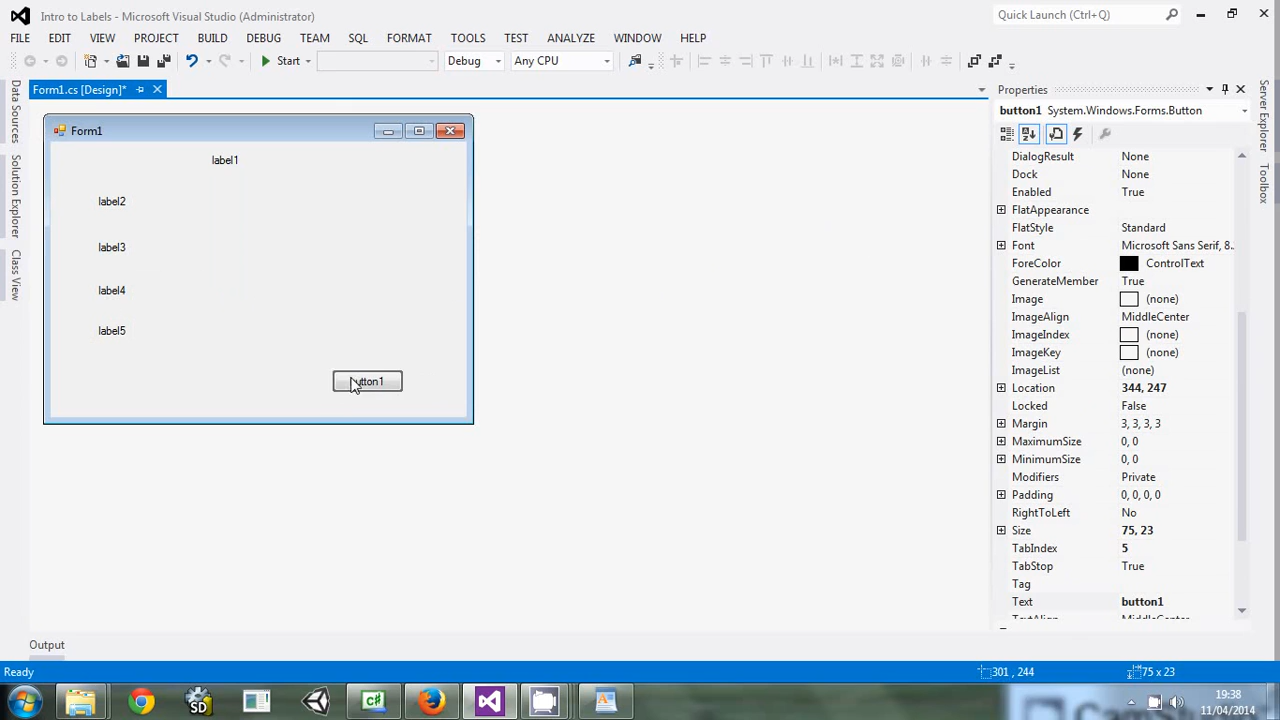 Intro to Labels - Microsoft Visual Studio (Administrator)
Quick Launch (Ctrl+Q)
FILE EDIT VIEW PROJECT BUILD DEBUG TEAM SQL FORMAT TOOLS TEST ANALYZE WINDOW HELP
Start Debug Any CPU
Form1.cs [Design]*
Data Sources
Solution Explorer
Class View
Form1
label1
label2
label3
label4
label5
Properties
button1 System.Windows.Forms.Button
DialogResult None
Dock None
Enabled True
FlatAppearance
FlatStyle Standard
Font Microsoft Sans Serif, 8..
ForeColor ControlText
GenerateMember True
Image (none)
ImageAlign MiddleCenter
ImageIndex (none)
ImageKey (none)
ImageList (none)
Location 344, 247
Locked False
Margin 3, 3, 3, 3
MaximumSize 0, 0
MinimumSize 0, 0
Modifiers Private
Padding 0, 0, 0, 0
RightToLeft No
Size 75, 23
TabIndex 5
TabStop True
Tag
Text button1
TextAlign MiddleCenter
Server Explorer
Toolbox
Output
Ready
301 , 244
75 x 23
SD
C#
19:38
11/04/2014